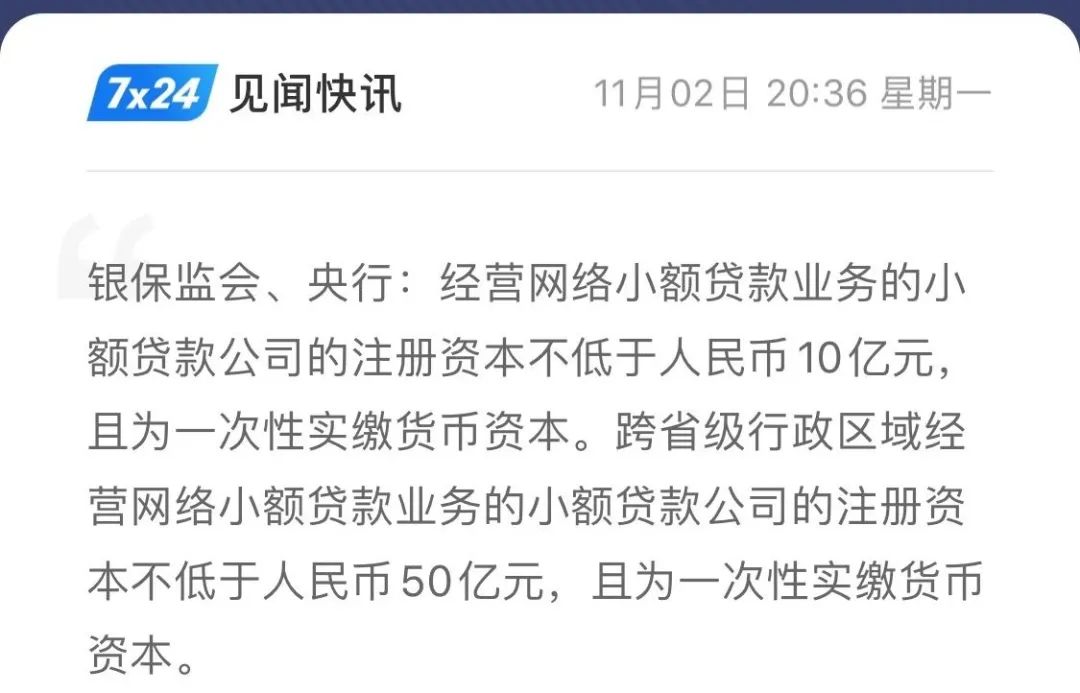 7x24 见闻快讯 11月02日 20:36 星期一
银保监会、央行：经营网络小额贷款业务的小
额贷款公司的注册资本不低于人民币10亿元，
且为一次性实缴货币资本。跨省级行政区域经
营网络小额贷款业务的小额贷款公司的注册资
本不低于人民币50亿元，且为一次性实缴货币
资本。